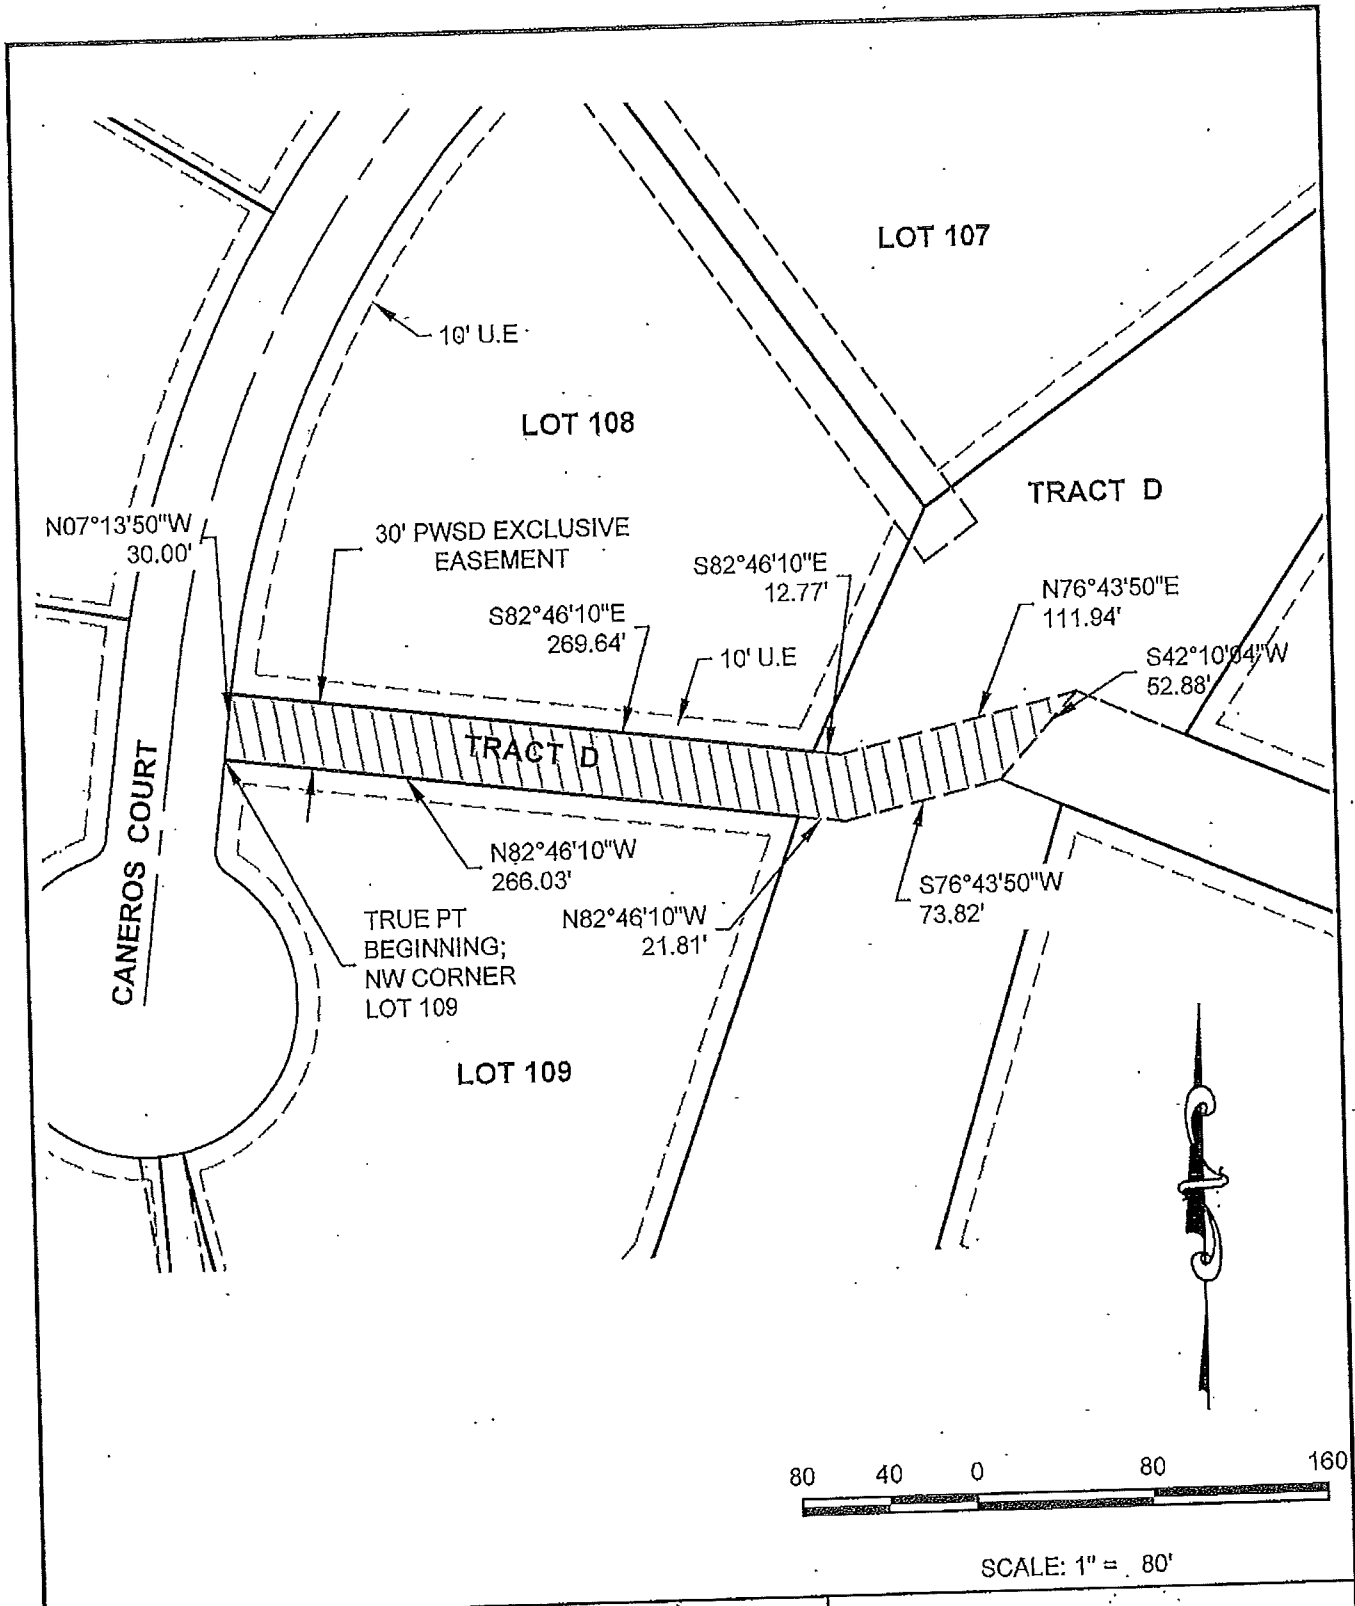 LOT 107
10' U.E
LOT 108
TRACT D
N07°13'50"W
30.00'
30' PWSD EXCLUSIVE
EASEMENT
S82°46'10"E
12.77'
N76°43'50"E
111.94'
S82°46'10"E
269.64'
10' U.E
S42°10'04"W
52.88'
TRACT D
CANEROS COURT
N82°46'10"W
266.03'
S76°43'50"W
73.82'
TRUE PT
BEGINNING;
NW CORNER
LOT 109
N82°46'10"W
21.81'
LOT 109
80 40 0 80 160
SCALE: 1" = 80'